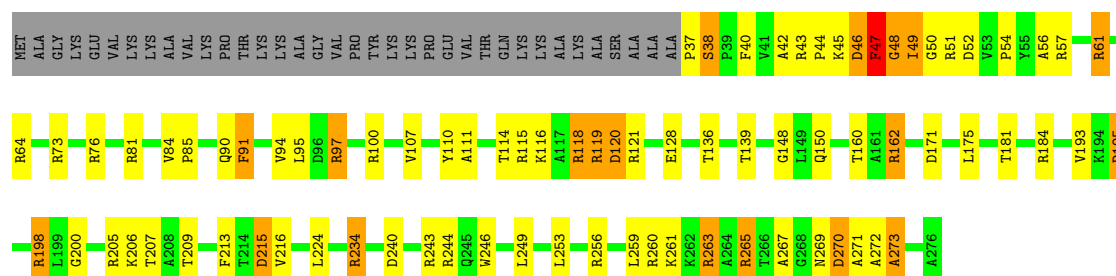 MET ALA GLY LYS GLU VAL LYS LYS ALA VAL LYS PRO THR LYS LYS ALA GLY VAL PRO TYR LYS LYS PRO GLU VAL THR GLN LYS LYS ALA LYS ALA SER ALA ALA ALA P37 S38 P39 F40 V41 A42 R43 P44 K45 D46 F47 G48 I49 G50 R51 D52 V53 P54 Y55 A56 R57 R61
R64 R73 R76 R81 V84 P85 Q90 F91 V94 L95 D96 R97 R100 V107 Y110 A111 T114 R115 K116 A117 R118 R119 D120 R121 E128 T136 T139 G148 L149 Q150 T160 A161 R162 D171 L175 T181 R184 V193 K194
R198 L199 G200 R205 K206 T207 A208 T209 F213 T214 D215 V216 L224 R234 D240 R243 R244 Q245 W246 L249 L253 R256 L259 R260 K261 K262 R263 A264 R265 T266 A267 G268 N269 D270 A271 A272 A273 A276